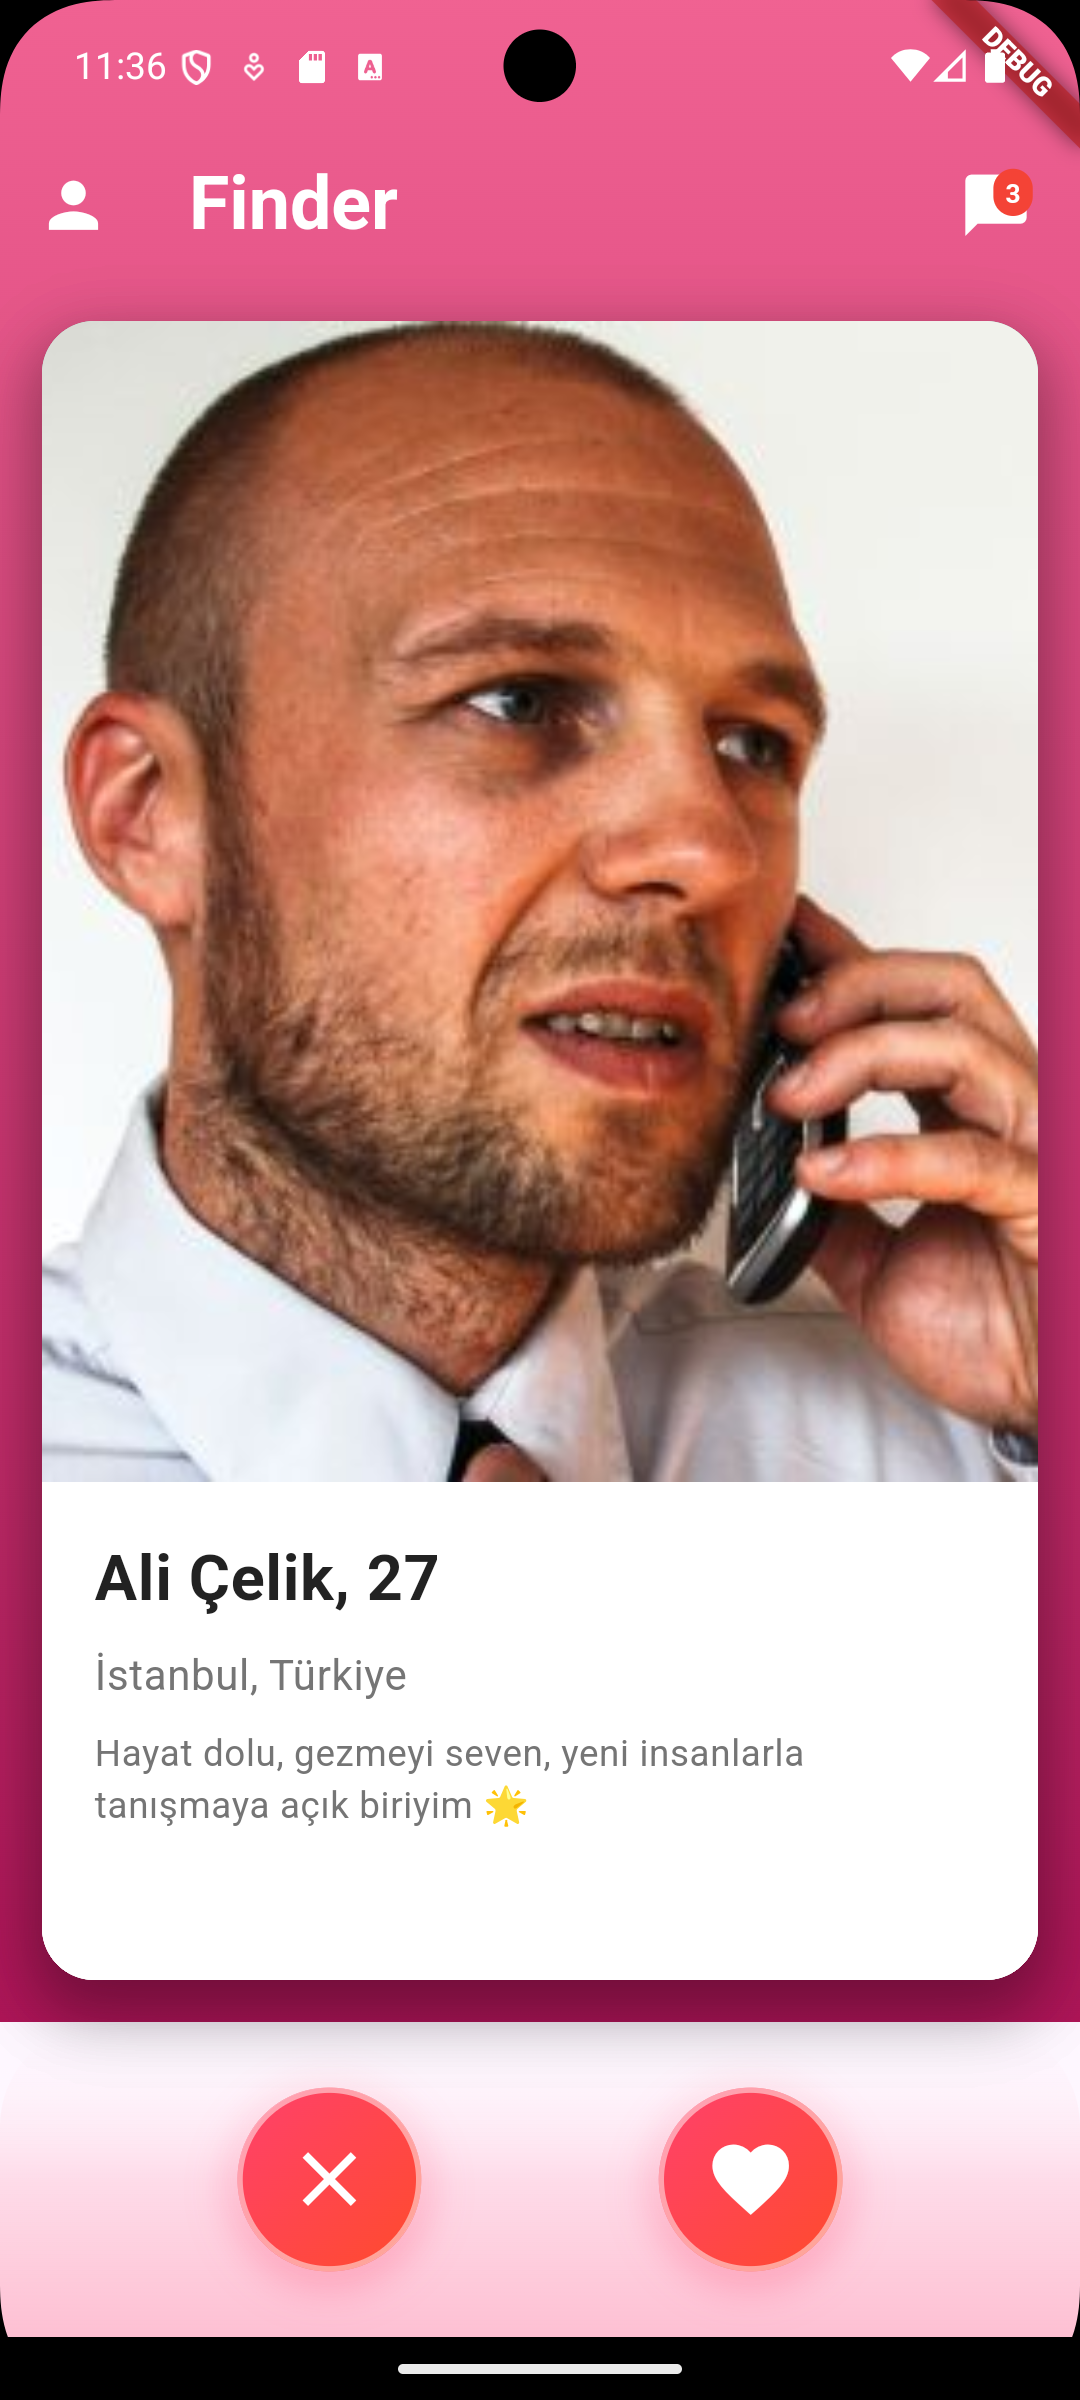 11:36
DEBUG
Finder
3
Ali Çelik, 27
İstanbul, Türkiye
Hayat dolu, gezmeyi seven, yeni insanlarla
tanışmaya açık biriyim 🌟